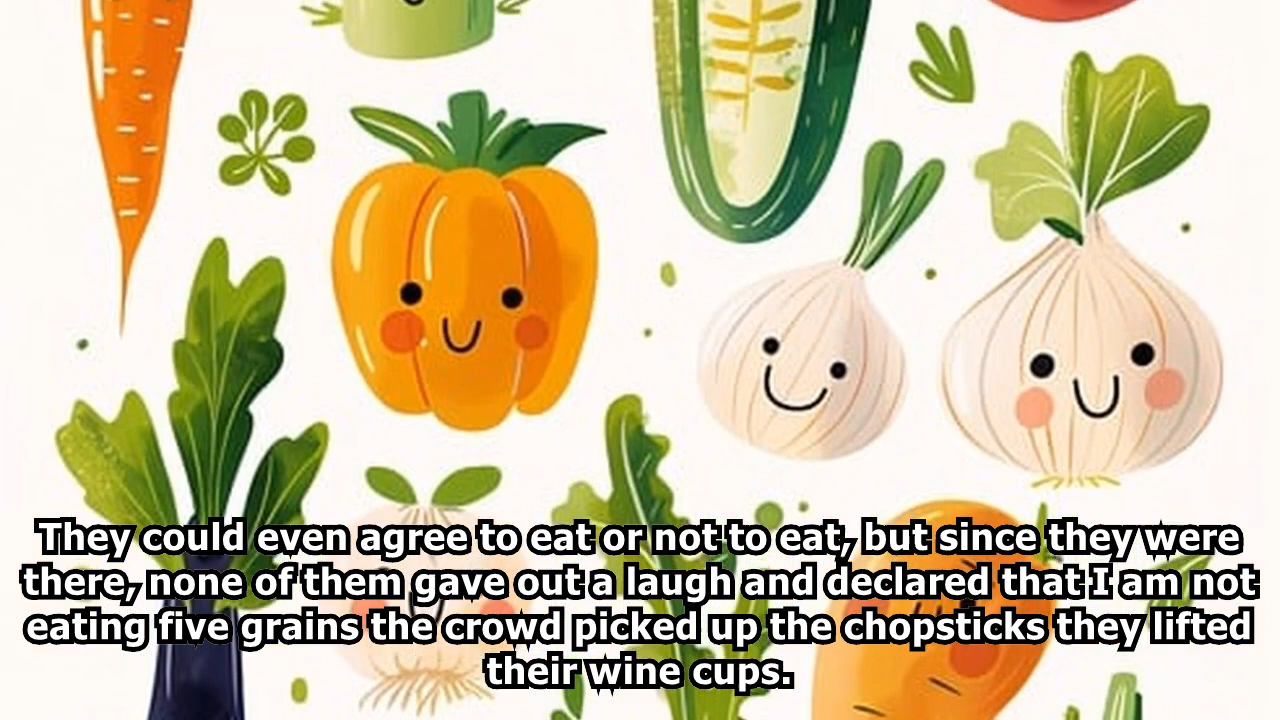 They could even agree to eat or not to eat, but since they were
there, none of them gave out a laugh and declared that I am not
eating five grains the crowd picked up the chopsticks they lifted
their wine cups.